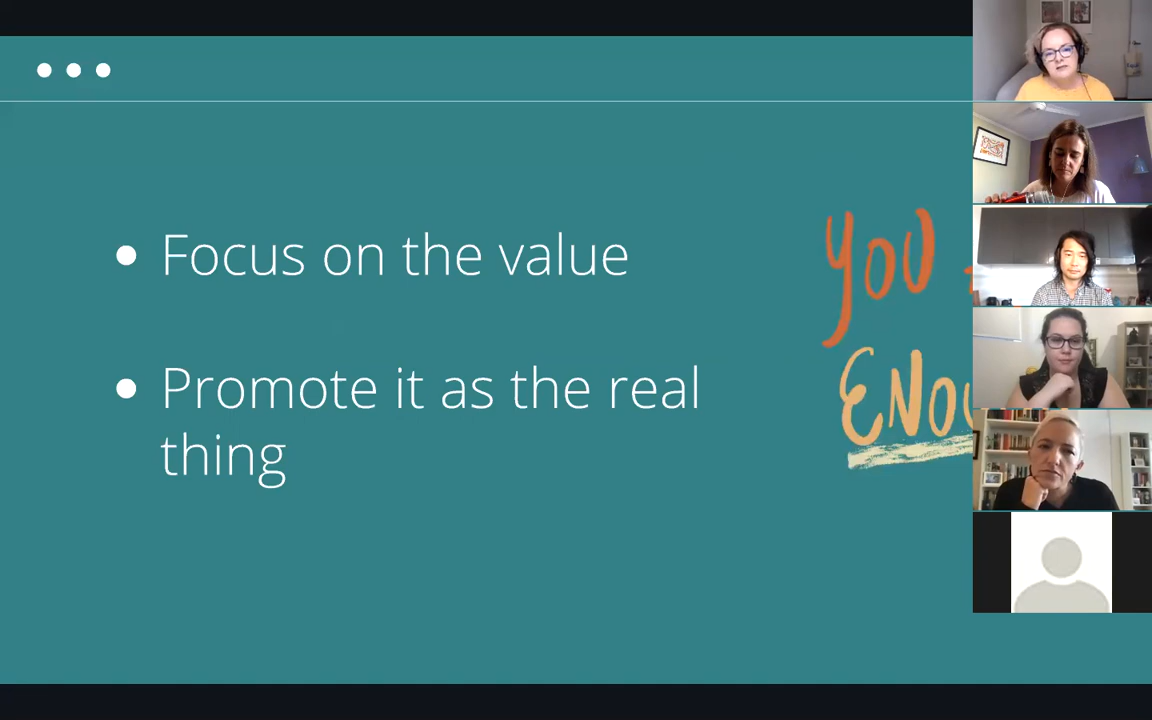 Focus on the value
Promote it as the real
thing
YOU
ENOU